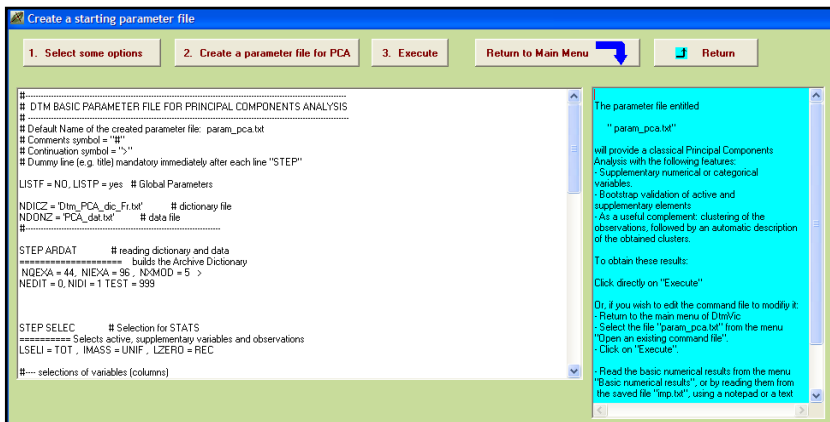 Create a starting parameter file
1. Select some options
2. Create a parameter file for PCA
3. Execute
Return to Main Menu
Return
#---------------------------------------------------------------------------------------------
# DTM BASIC PARAMETER FILE FOR PRINCIPAL COMPONENTS ANALYSIS
# ---------------------------------------------------------------------------------------------
# Default Name of the created parameter file: param_pca.txt
# Comments symbol = "#"
# Continuation symbol = ">"
# Dummy line (e.g. title) mandatory immediately after each line "STEP"
LISTF = NO, LISTP = yes # Global Parameters
NDICZ = 'Dtm_PCA_dic_Fr.txt' # dictionary file
NDONZ = 'PCA_dat.txt' # data file
#---------------------------------------------------------
STEP ARDAT # reading dictionary and data
==================== builds the Archive Dictionary
NQEXA = 44, NIEXA = 96 , NXMOD = 5 >
NEDIT = 0, NIDI = 1 TEST = 999
STEP SELEC # Selection for STATS
========== Selects active, supplementary variables and observations
LSELI = TOT , IMASS = UNIF , LZERO = REC
#---- selections of variables (columns)
The parameter file entitled
" param_pca.txt"
will provide a classical Principal Components
Analysis with the following features:
- Supplementary numerical or categorical
variables.
- Bootstrap validation of active and
supplementary elements
- As a useful complement: clustering of the
observations, followed by an automatic description
of the obtained clusters.
To obtain these results:
Click directly on "Execute"
Or, if you wish to edit the command file to modifiy it:
- Return to the main menu of DtmVic
- Select the file "param_pca.txt" from the menu
"Open an existing command file".
- Click on "Execute".
- Read the basic numerical results from the menu
"Basic numerical results", or by reading them from
the saved file "imp.txt", using a notepad or a text